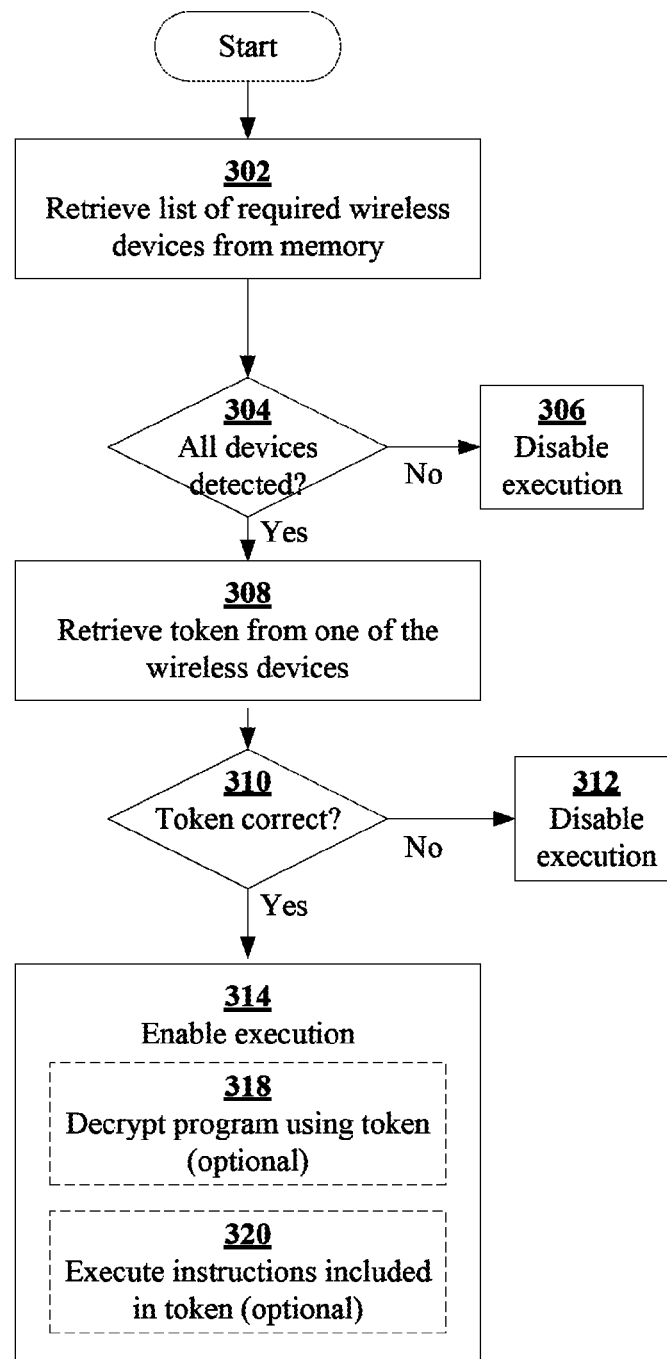 Start
302
Retrieve list of required wireless
devices from memory
304
All devices
detected?
No
306
Disable
execution
Yes
308
Retrieve token from one of the
wireless devices
310
Token correct?
No
312
Disable
execution
Yes
314
Enable execution
318
Decrypt program using token
(optional)
320
Execute instructions included
in token (optional)